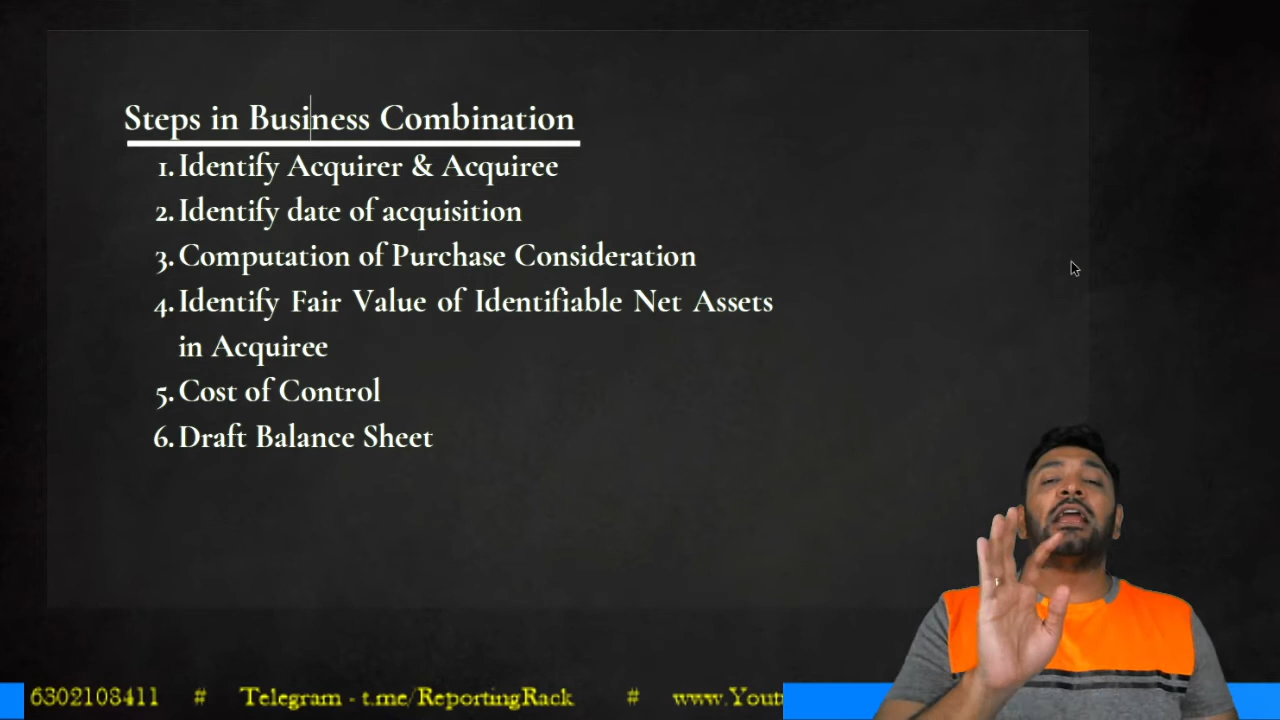 Steps in Business Combination
1. Identify Acquirer & Acquiree
2. Identify date of acquisition
3. Computation of Purchase Consideration
4. Identify Fair Value of Identifiable Net Assets
in Acquiree
5. Cost of Control
6. Draft Balance Sheet
6302108411 # Telegram - t.me/ReportingRack # www.Yout